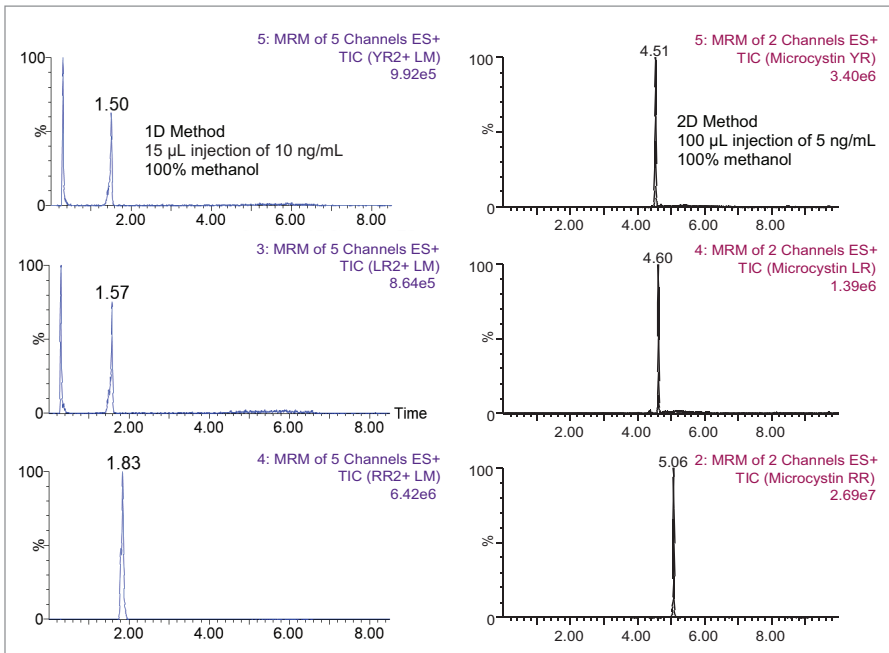 5: MRM of 5 Channels ES+
TIC (YR2+ LM)
9.92e5
100
%
0
1.50
1D Method
15 µL injection of 10 ng/mL
100% methanol
2.00 4.00 6.00 8.00
5: MRM of 2 Channels ES+
TIC (Microcystin YR)
3.40e6
100
%
0
4.51
2D Method
100 µL injection of 5 ng/mL
100% methanol
2.00 4.00 6.00 8.00
3: MRM of 5 Channels ES+
TIC (LR2+ LM)
8.64e5
100
%
0
1.57
Time
2.00 4.00 6.00 8.00
4: MRM of 2 Channels ES+
TIC (Microcystin LR)
1.39e6
100
%
0
4.60
2.00 4.00 6.00 8.00
4: MRM of 5 Channels ES+
TIC (RR2+ LM)
6.42e6
100
%
0
1.83
2.00 4.00 6.00 8.00
2: MRM of 2 Channels ES+
TIC (Microcystin RR)
2.69e7
100
%
0
5.06
2.00 4.00 6.00 8.00